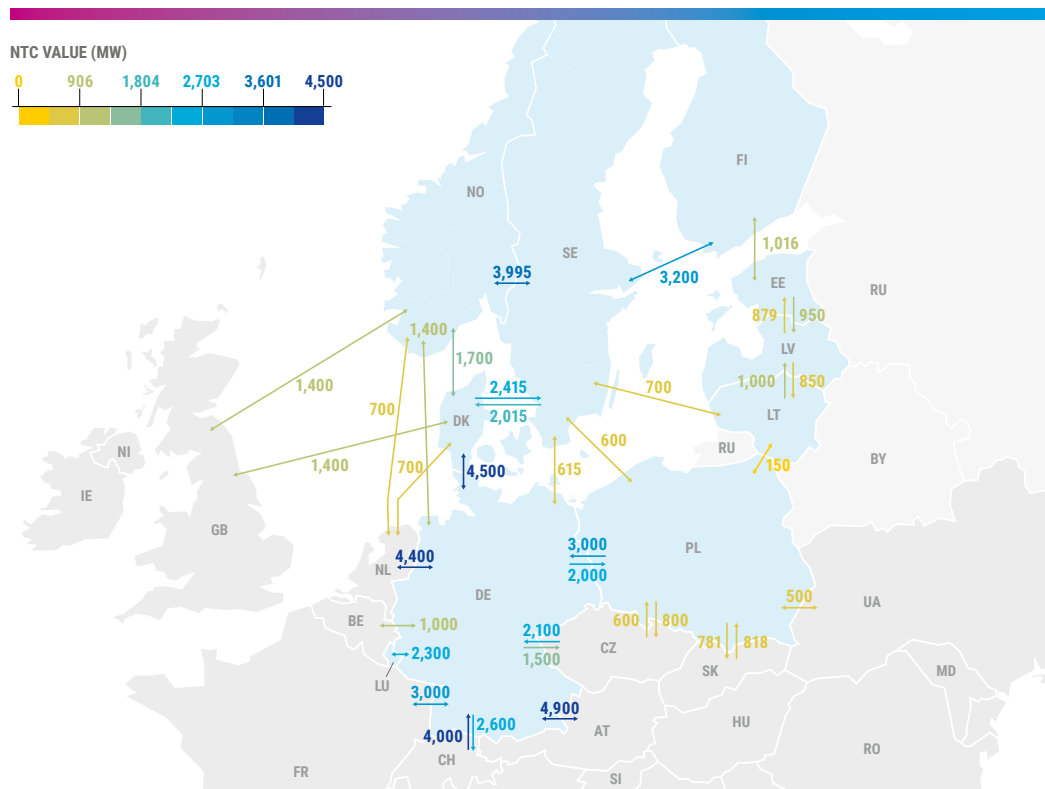 NTC VALUE (MW)
0 906 1,804 2,703 3,601 4,500
FI
NO
1,016
SE
3,995
3,200
EE
RU
879 950
1,400
LV
1,700
1,400
1,000 850
2,415
700
700
DK
2,015
LT
600
NI
RU
BY
1,400
700
4,500
615
150
IE
GB
3,000
PL
4,400
NL
2,000
DE
500
UA
BE
1,000
600 800
2,100
781 818
CZ
2,300
1,500
SK
MD
LU
3,000
4,900
2,600
HU
4,000
AT
RO
CH
FR
SI